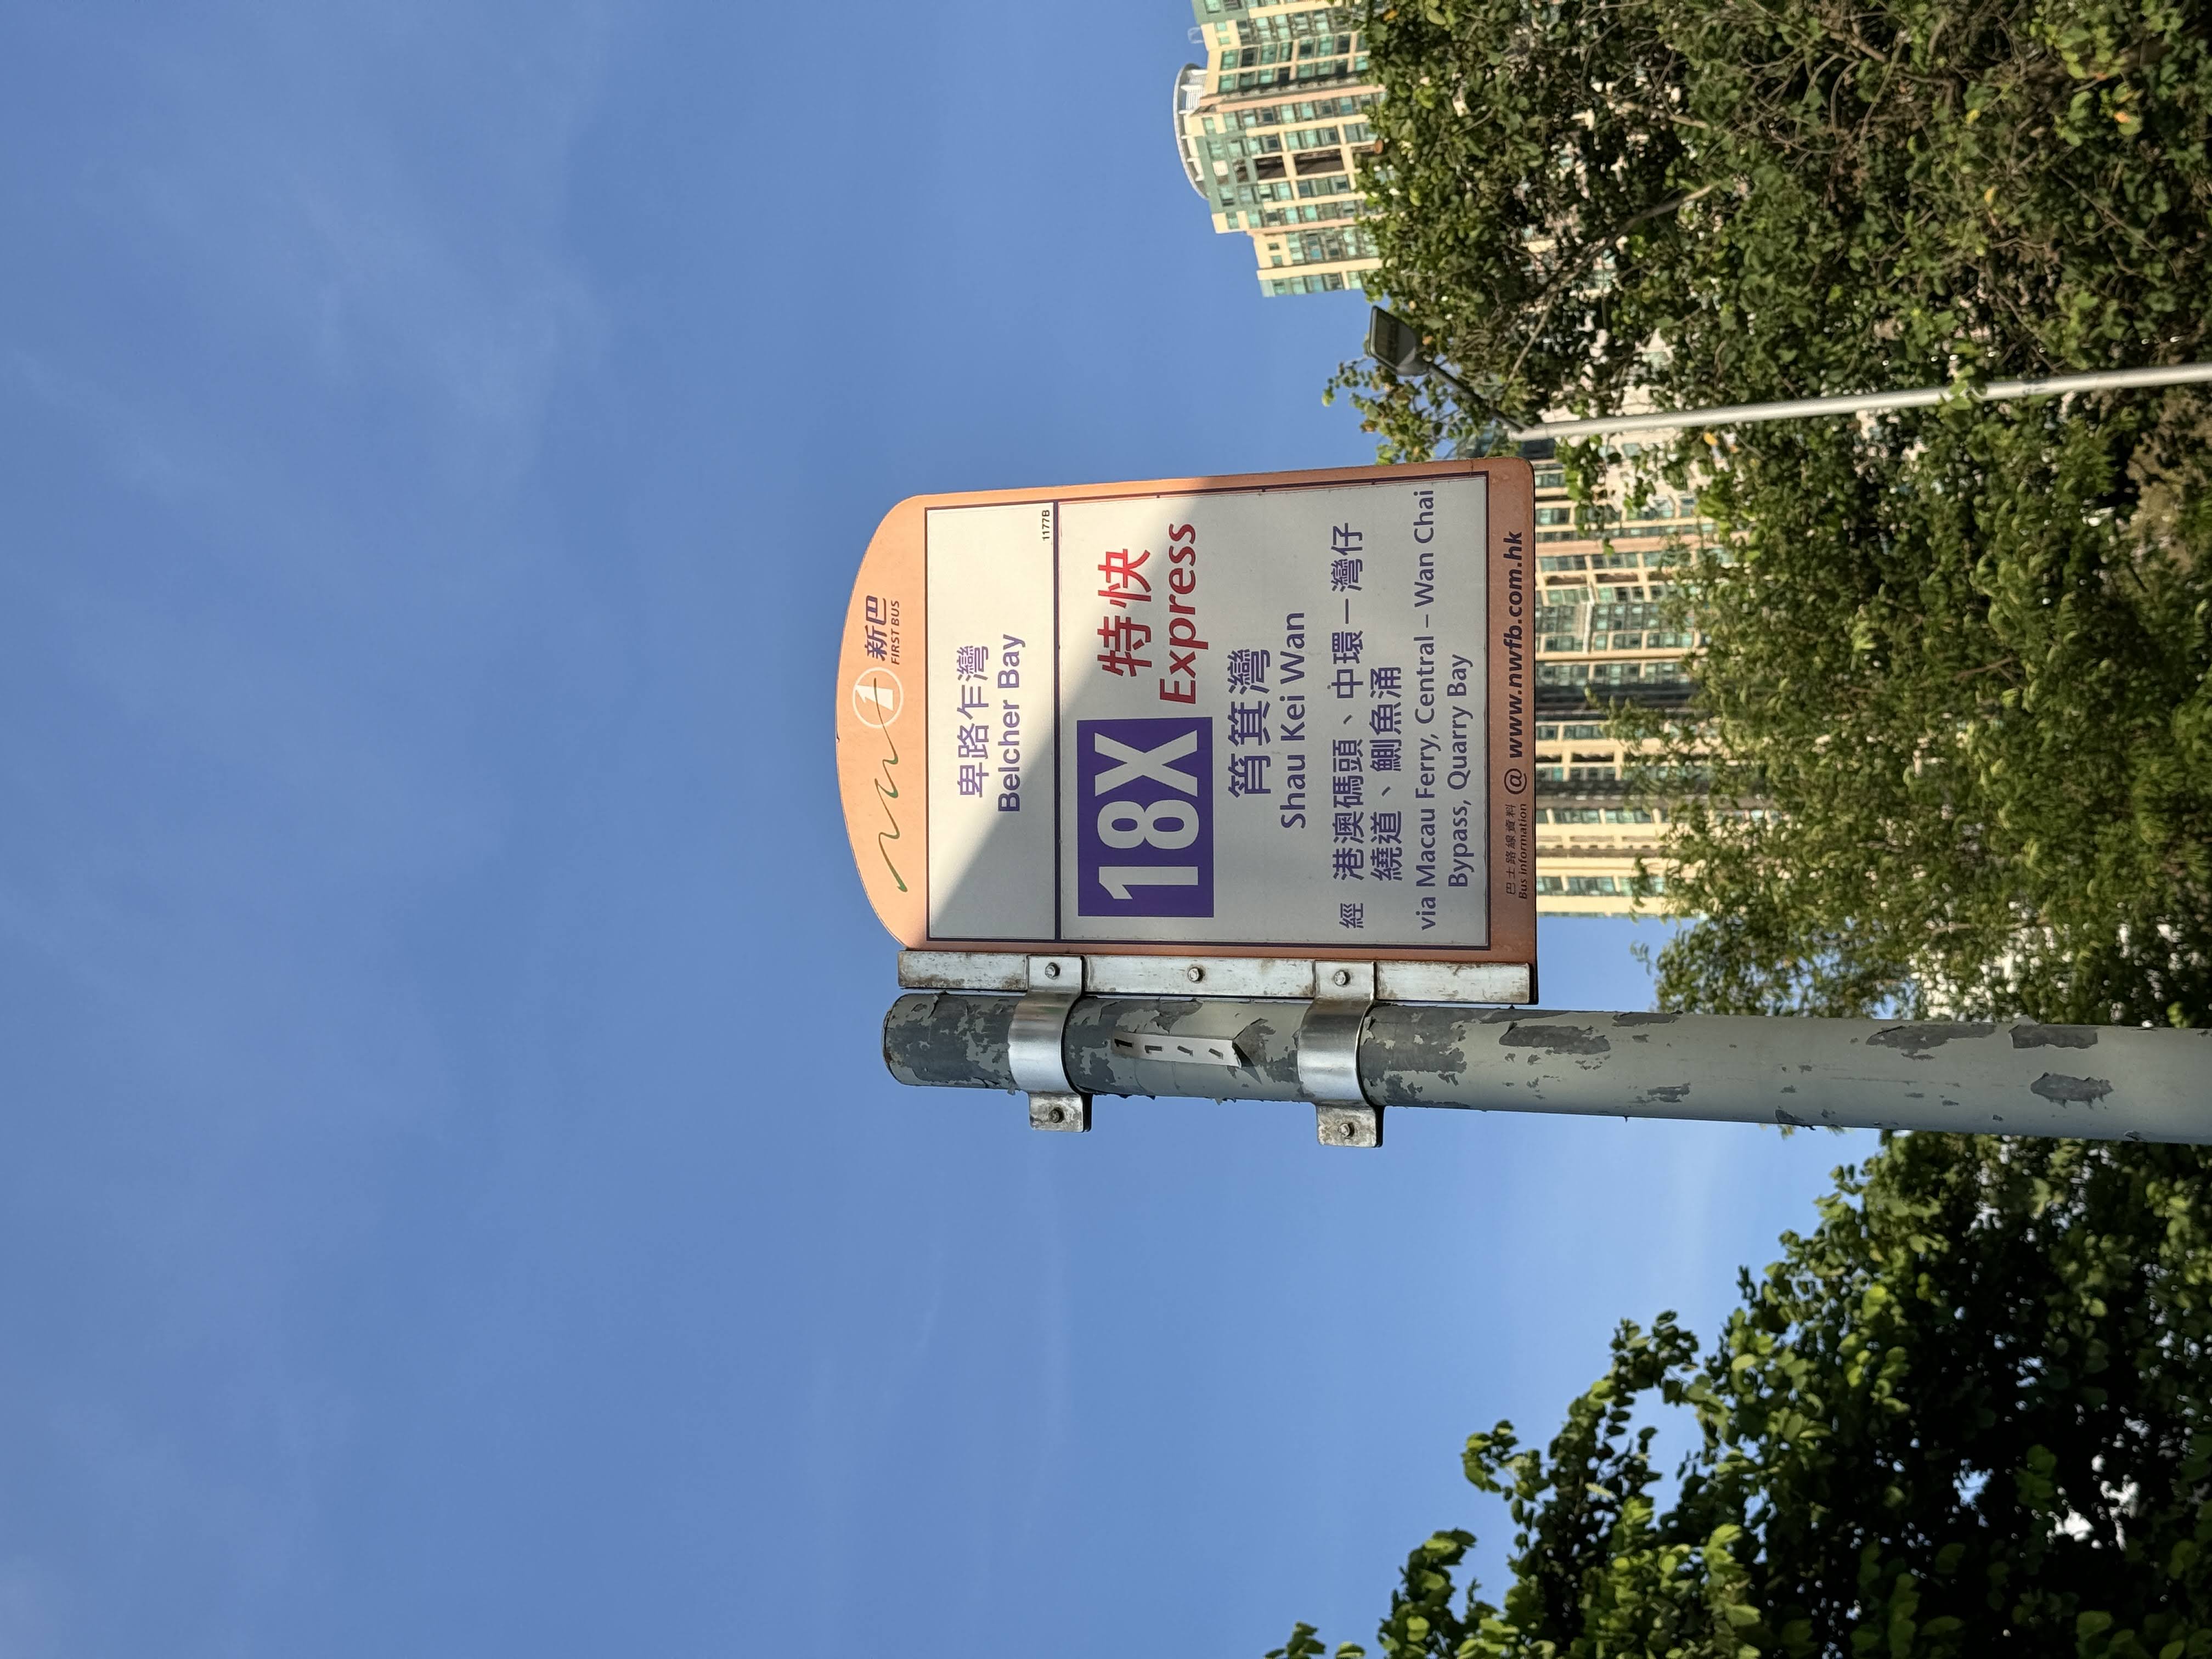 新巴
FIRST BUS
卑路乍灣
Belcher Bay
1177B
18X
特快
Express
筲箕灣
Shau Kei Wan
經 港澳碼頭、中環－灣仔
繞道、鰂魚涌
via Macau Ferry, Central – Wan Chai
Bypass, Quarry Bay
巴士路線資料
Bus information
@ www.nwfb.com.hk